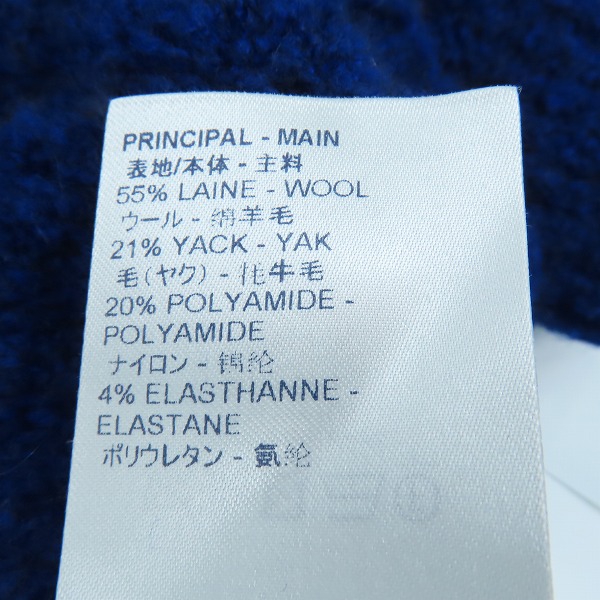 PRINCIPAL - MAIN
表地/本体 - 主料
55% LAINE - WOOL
ウール - 绵羊毛
21% YACK - YAK
毛(ヤク) - 牦牛毛
20% POLYAMIDE -
POLYAMIDE
ナイロン - 锦纶
4% ELASTHANNE -
ELASTANE
ポリウレタン - 氨纶